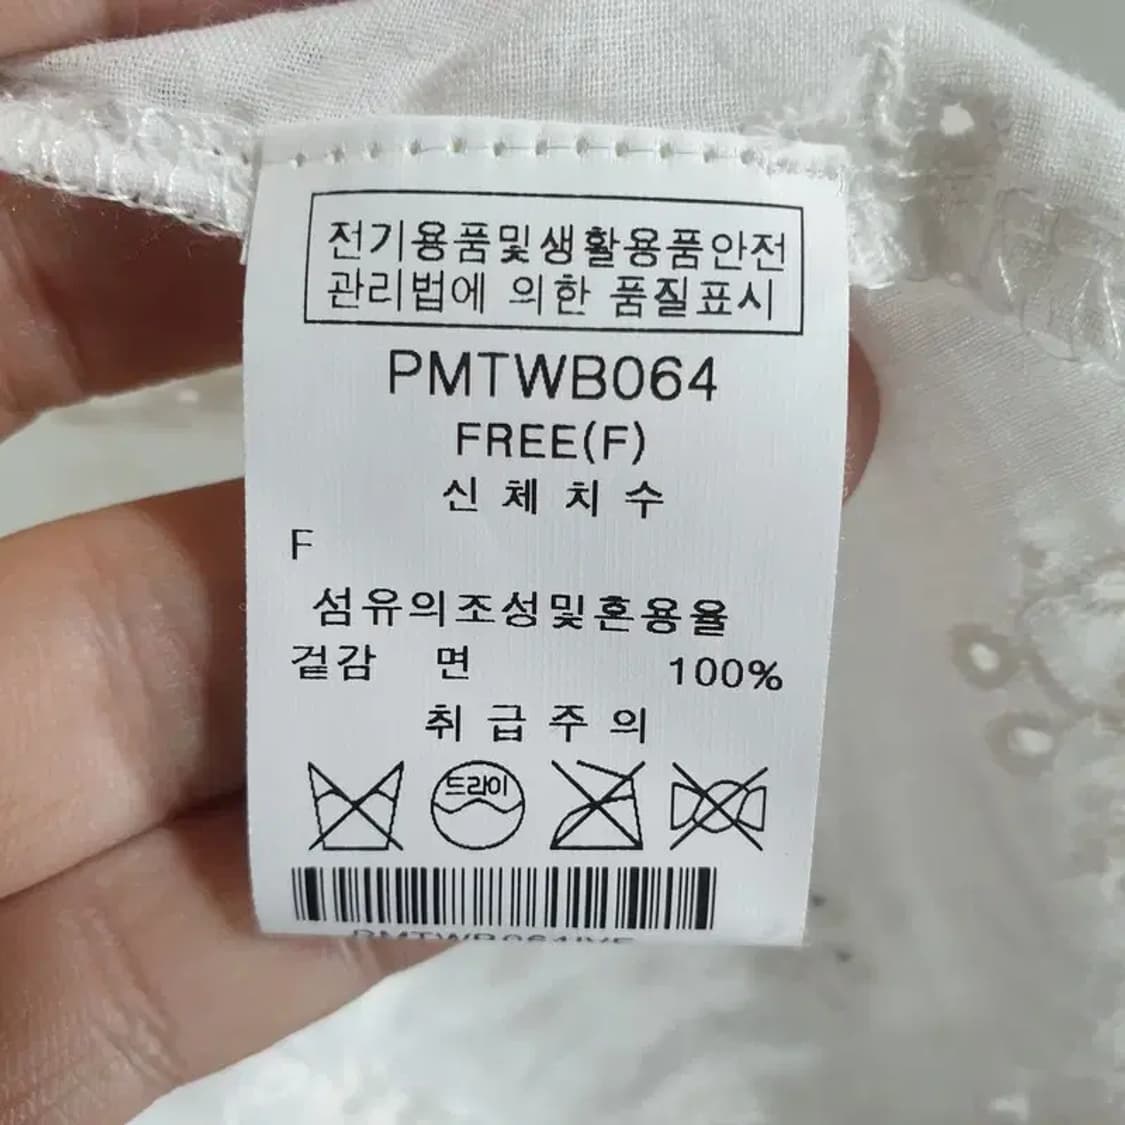 전기용품및생활용품안전
관리법에 의한 품질표시
PMTWB064
FREE(F)
신 체 치 수
F
섬유의조성및혼용율
겉감 면 100%
취 급 주 의
드라이